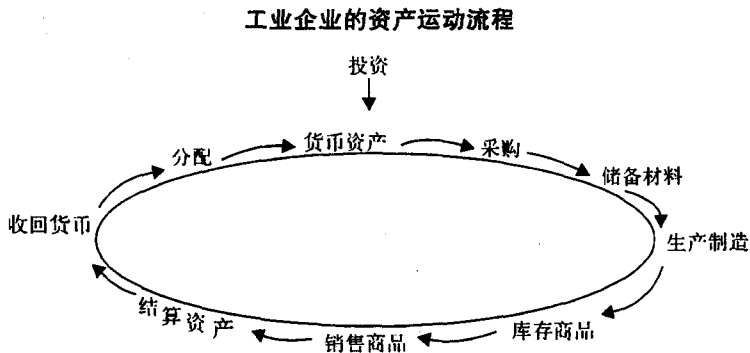 工业企业的资产运动流程
投资
货币资产
采购
储备材料
生产制造
库存商品
销售商品
结算资产
收回货币
分配